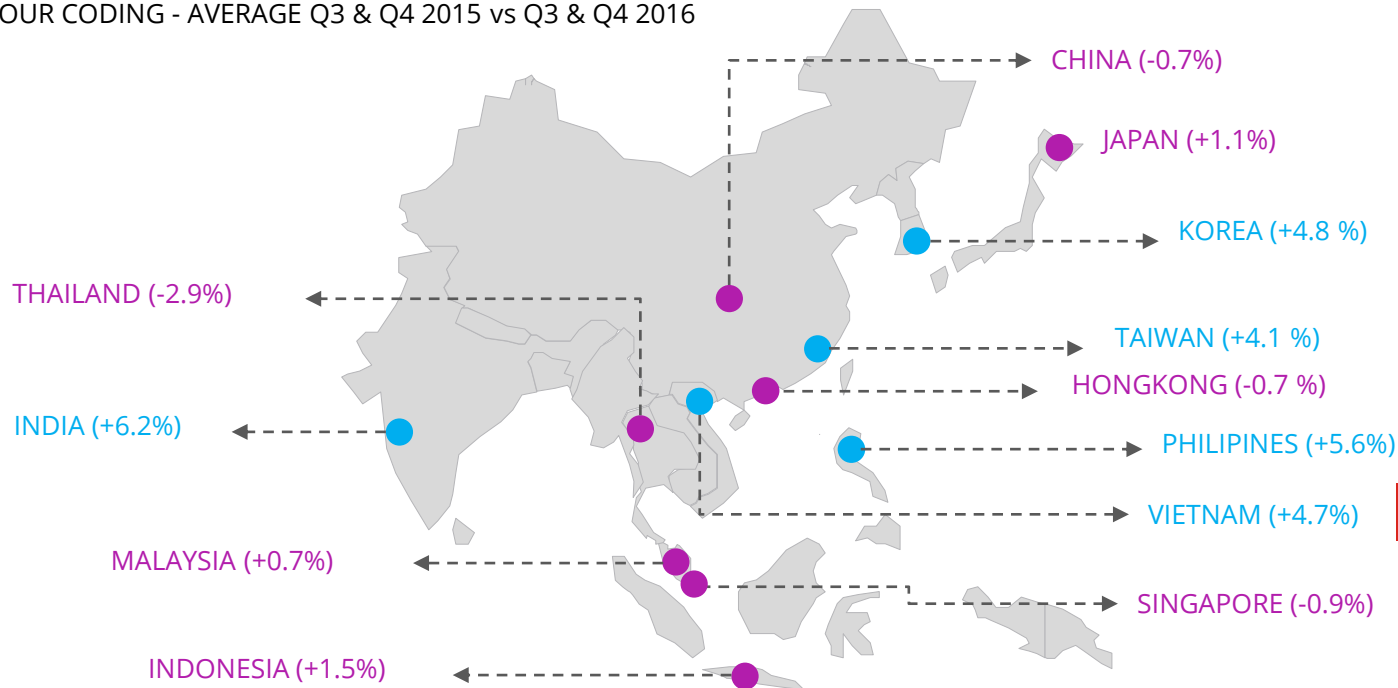 OUR CODING - AVERAGE Q3 & Q4 2015 vs Q3 & Q4 2016
CHINA (-0.7%)
JAPAN (+1.1%)
KOREA (+4.8 %)
THAILAND (-2.9%)
TAIWAN (+4.1 %)
HONGKONG (-0.7 %)
INDIA (+6.2%)
PHILIPINES (+5.6%)
VIETNAM (+4.7%)
MALAYSIA (+0.7%)
SINGAPORE (-0.9%)
INDONESIA (+1.5%)